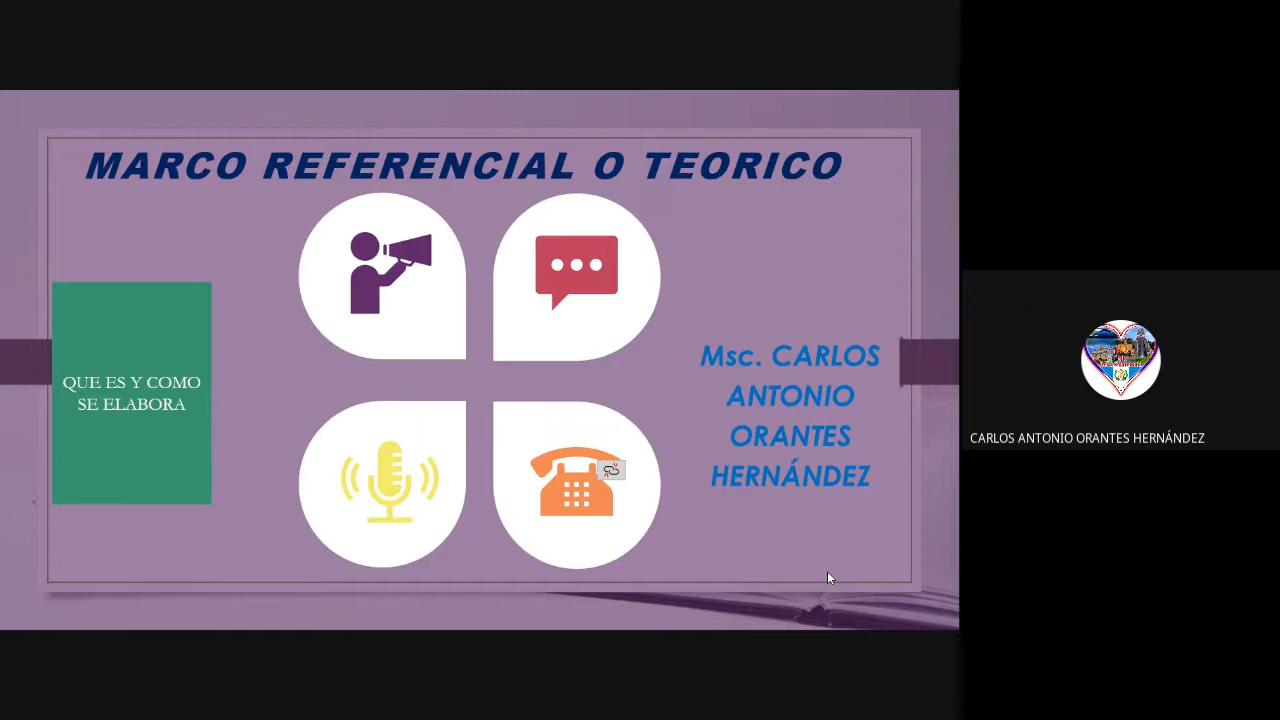 MARCO REFERENCIAL O TEORICO
QUE ES Y COMO
SE ELABORA
Msc. CARLOS
ANTONIO
ORANTES
HERNÁNDEZ
CARLOS ANTONIO ORANTES HERNÁNDEZ